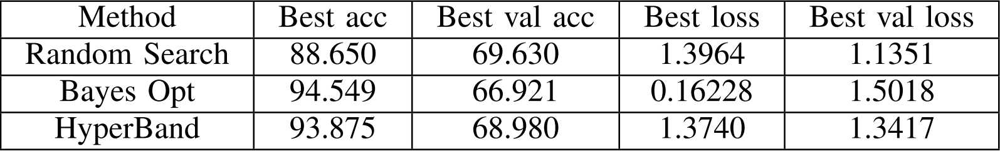 Method Best acc Best val acc Best loss Best val loss
Random Search 88.650 69.630 1.3964 1.1351
Bayes Opt 94.549 66.921 0.16228 1.5018
HyperBand 93.875 68.980 1.3740 1.3417